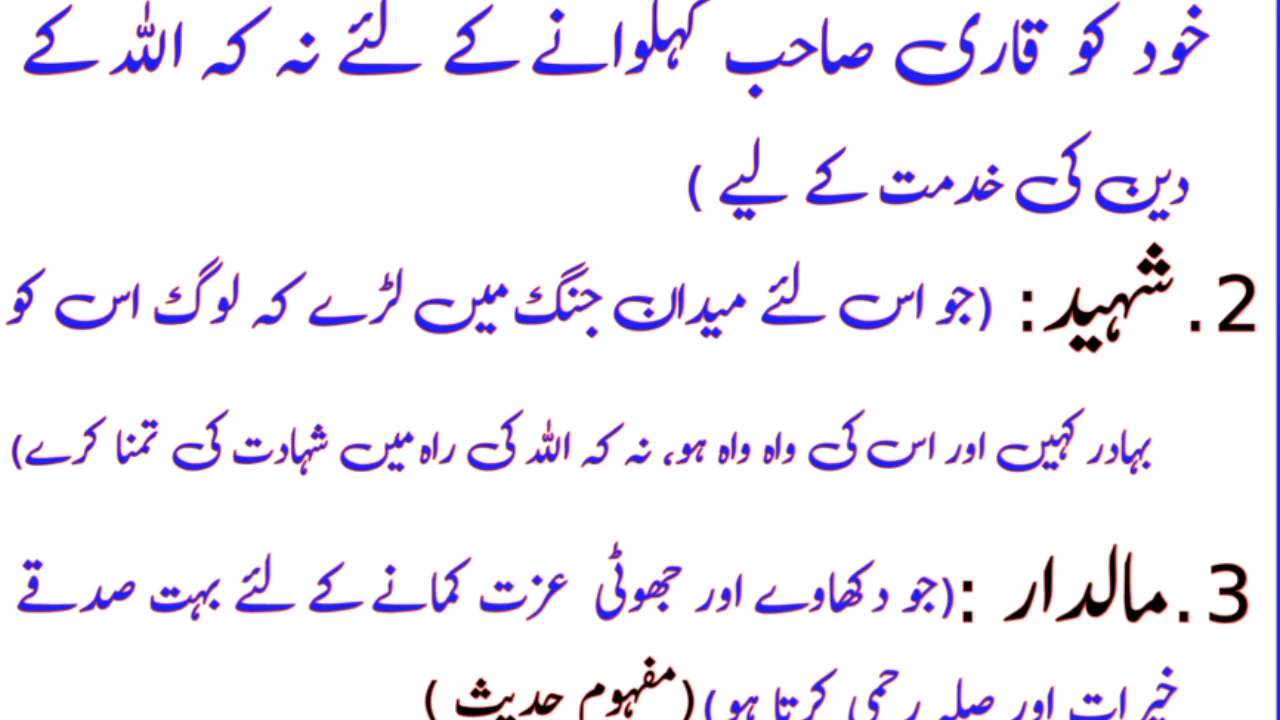 خود کو قاری صاحب کہلوانے کے لئے نہ کہ اللہ کے
دین کی خدمت کے لیے )
2. شہید: (جو اس لئے میدان جنگ میں لڑے کہ لوگ اس کو
بہادر کہیں اور اس کی واہ واہ ہو، نہ کہ اللہ کی راہ میں شہادت کی تمنا کرے)
3.مالدار :(جو دکھاوے اور جھوٹی عزت کمانے کے لئے بہت صدقے
خیرات اور صلہ رحمی کرتا ہو) (مفہوم حدیث )